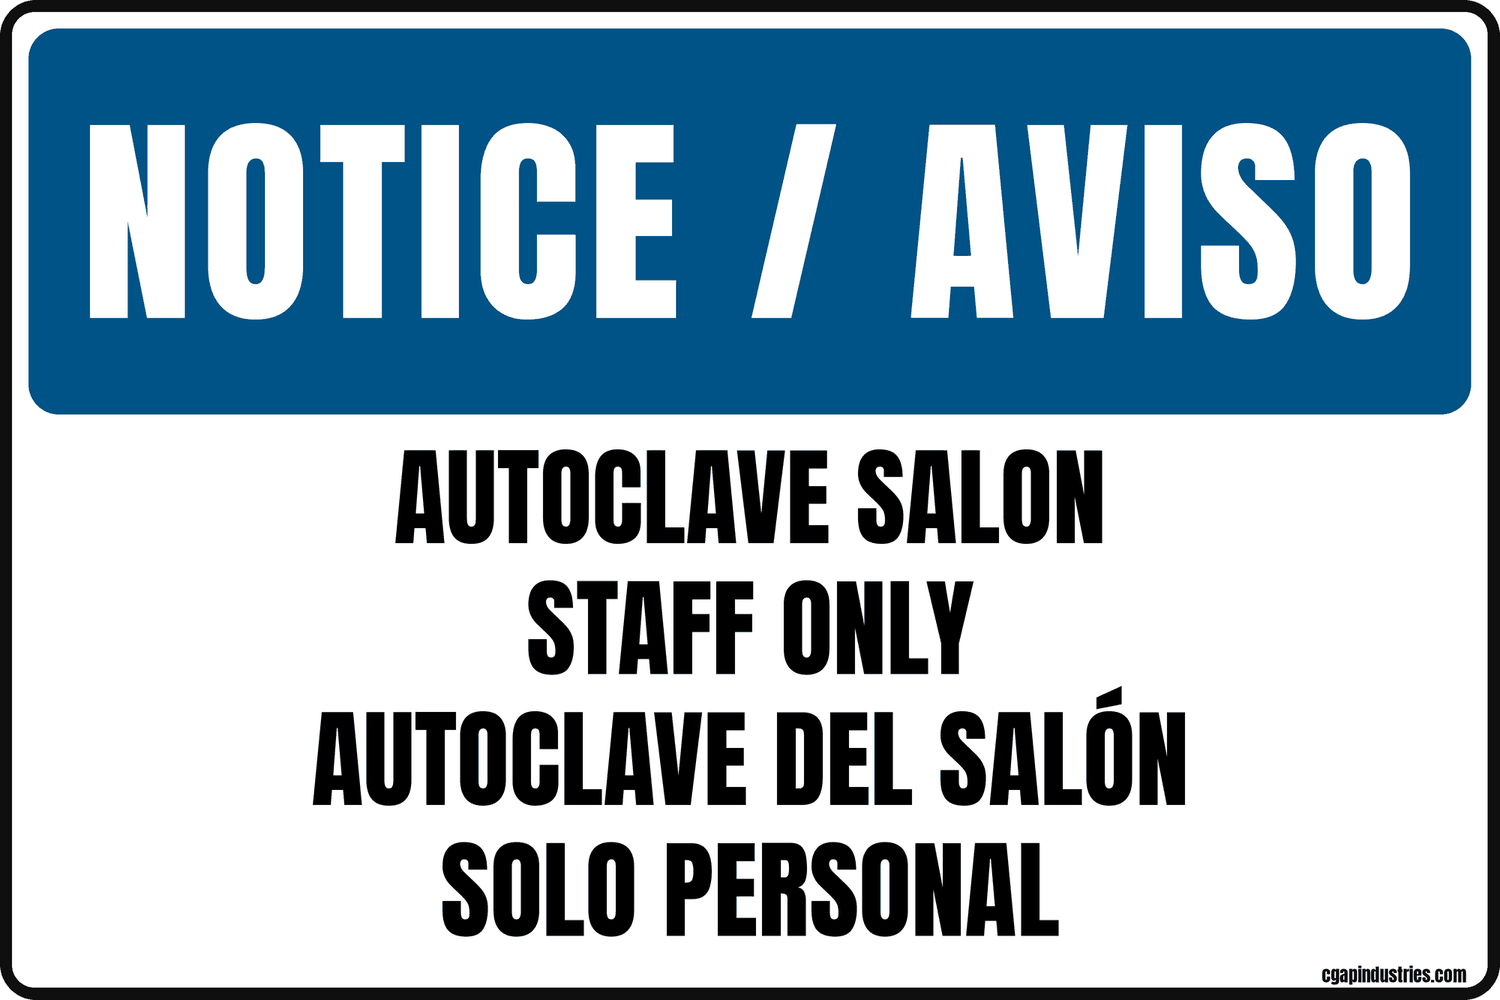 NOTICE / AVISO
AUTOCLAVE SALON
STAFF ONLY
AUTOCLAVE DEL SALÓN
SOLO PERSONAL
cgapindustries.com